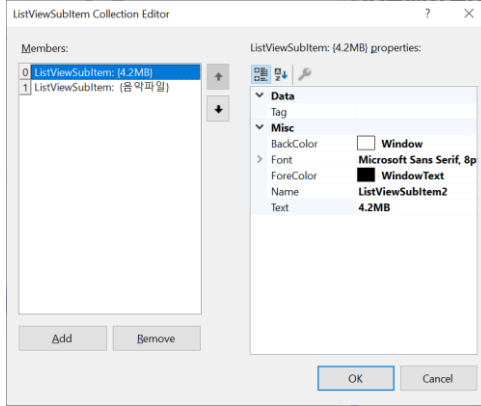 ListViewSubItem Collection Editor
Members:
0 ListViewSubItem: {4.2MB}
1 ListViewSubItem: {음악파일}
Add
Remove
ListViewSubItem: {4.2MB} properties:
Data
Tag
Misc
BackColor Window
Font Microsoft Sans Serif, 8p
ForeColor WindowText
Name ListViewSubItem2
Text 4.2MB
OK
Cancel